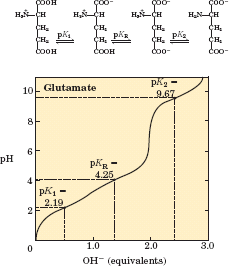 COOH COO⁻ COO⁻ COO⁻
H₃N⁺—CH H₃N⁺—CH H₃N⁺—CH H₂N—CH
CH₂ pK₁ CH₂ pK_R CH₂ pK₂ CH₂
CH₂ CH₂ CH₂ CH₂
COOH COOH COO⁻ COO⁻
10
Glutamate
pK₂ =
9.67
8
pH
6
pK_R =
4.25
4
pK₁ =
2.19
2
0
1.0 2.0 3.0
OH⁻ (equivalents)